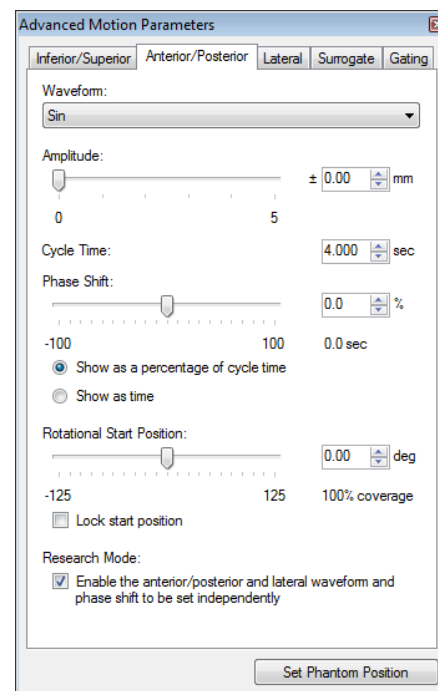 Advanced Motion Parameters
Inferior/Superior Anterior/Posterior Lateral Surrogate Gating
Waveform:
Sin
Amplitude:
± 0.00 mm
0 5
Cycle Time: 4.000 sec
Phase Shift:
0.0 %
-100 100 0.0 sec
Show as a percentage of cycle time
Show as time
Rotational Start Position:
0.00 deg
-125 125 100% coverage
Lock start position
Research Mode:
Enable the anterior/posterior and lateral waveform and
phase shift to be set independently
Set Phantom Position